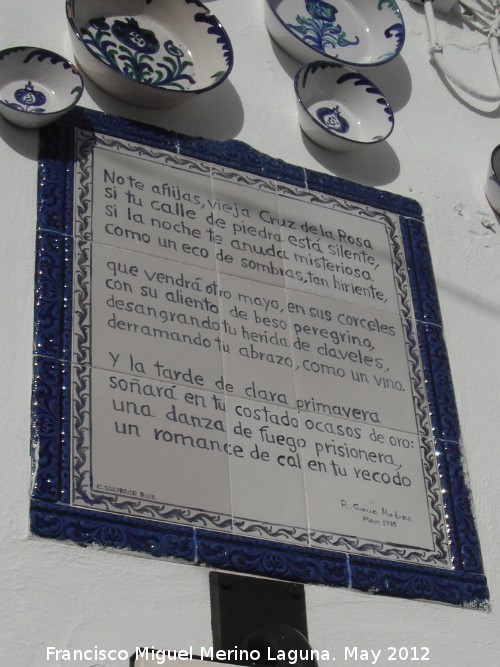 No te aflijas, vieja Cruz de la Rosa
si tu calle de piedra está silente,
si la noche te anuda misteriosa
como un eco de sombras, tan hiriente,
que vendrá otro mayo, en sus corceles
con su aliento de beso peregrino,
desangrando tu herida de claveles,
derramando tu abrazo, como un vino.
Y la tarde de clara primavera
soñará en tu costado ocasos de oro:
una danza de fuego prisionera,
un romance de cal en tu recodo
C. SALVADOR RUIZ
R. García Medina
Mayo
Francisco Miguel Merino Laguna. May 2012